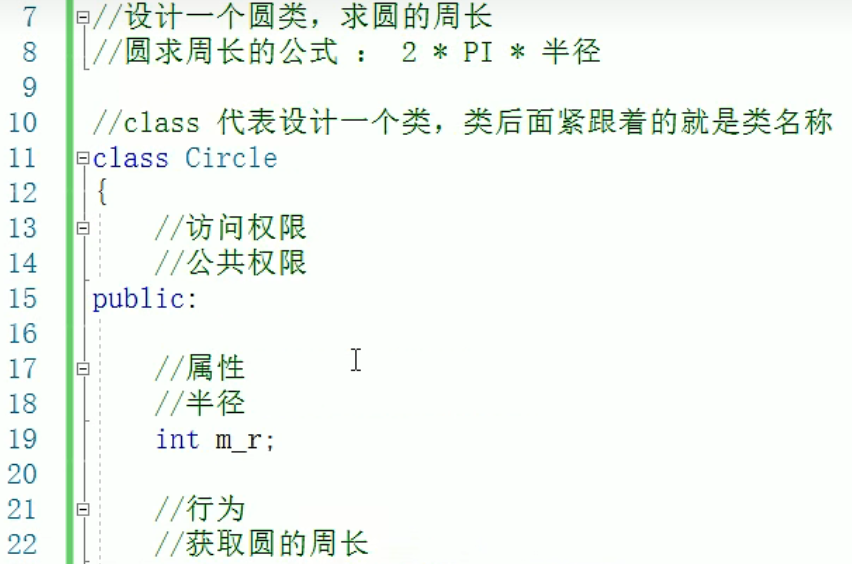 7 //设计一个圆类，求圆的周长
8 //圆求周长的公式 ： 2 * PI * 半径
9
10 //class 代表设计一个类，类后面紧跟着的就是类名称
11 class Circle
12 {
13 //访问权限
14 //公共权限
15 public:
16
17 //属性
18 //半径
19 int m_r;
20
21 //行为
22 //获取圆的周长